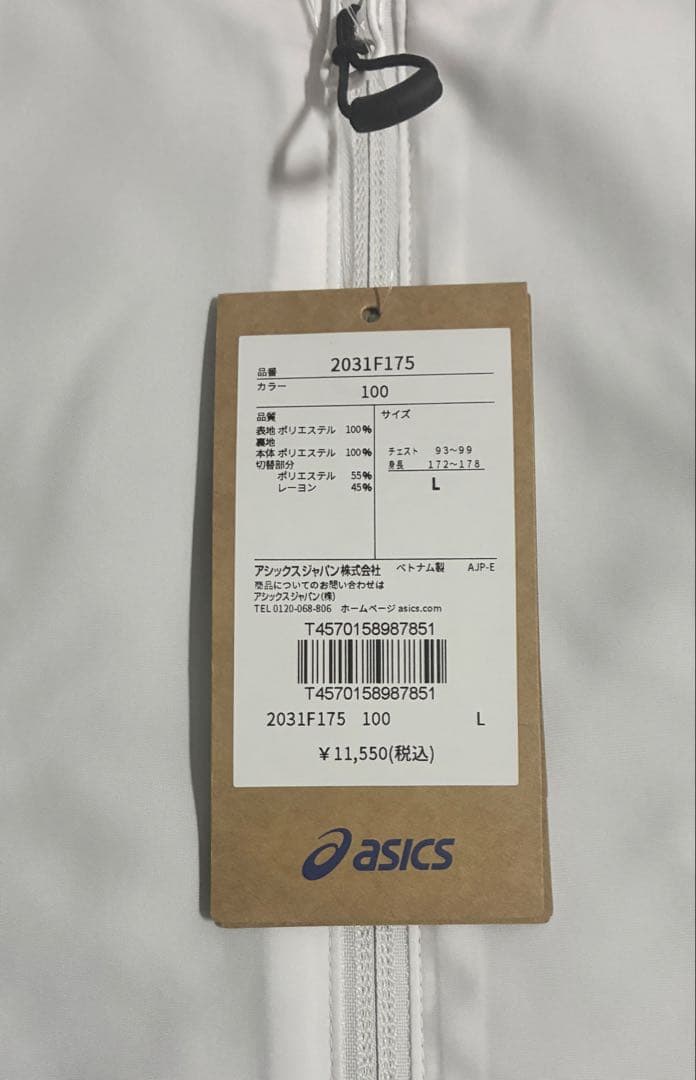 品番 2031F175
カラー 100
品質
表地 ポリエステル 100%
裏地
本体 ポリエステル 100%
切替部分
ポリエステル 55%
レーヨン 45%
サイズ
チェスト 93〜99
身長 172〜178
L
アシックスジャパン株式会社 ベトナム製 AJP-E
商品についてのお問い合わせは
アシックスジャパン(株)
TEL 0120-068-806 ホームページ asics.com
T4570158987851
T4570158987851
2031F175 100 L
¥11,550(税込)
asics